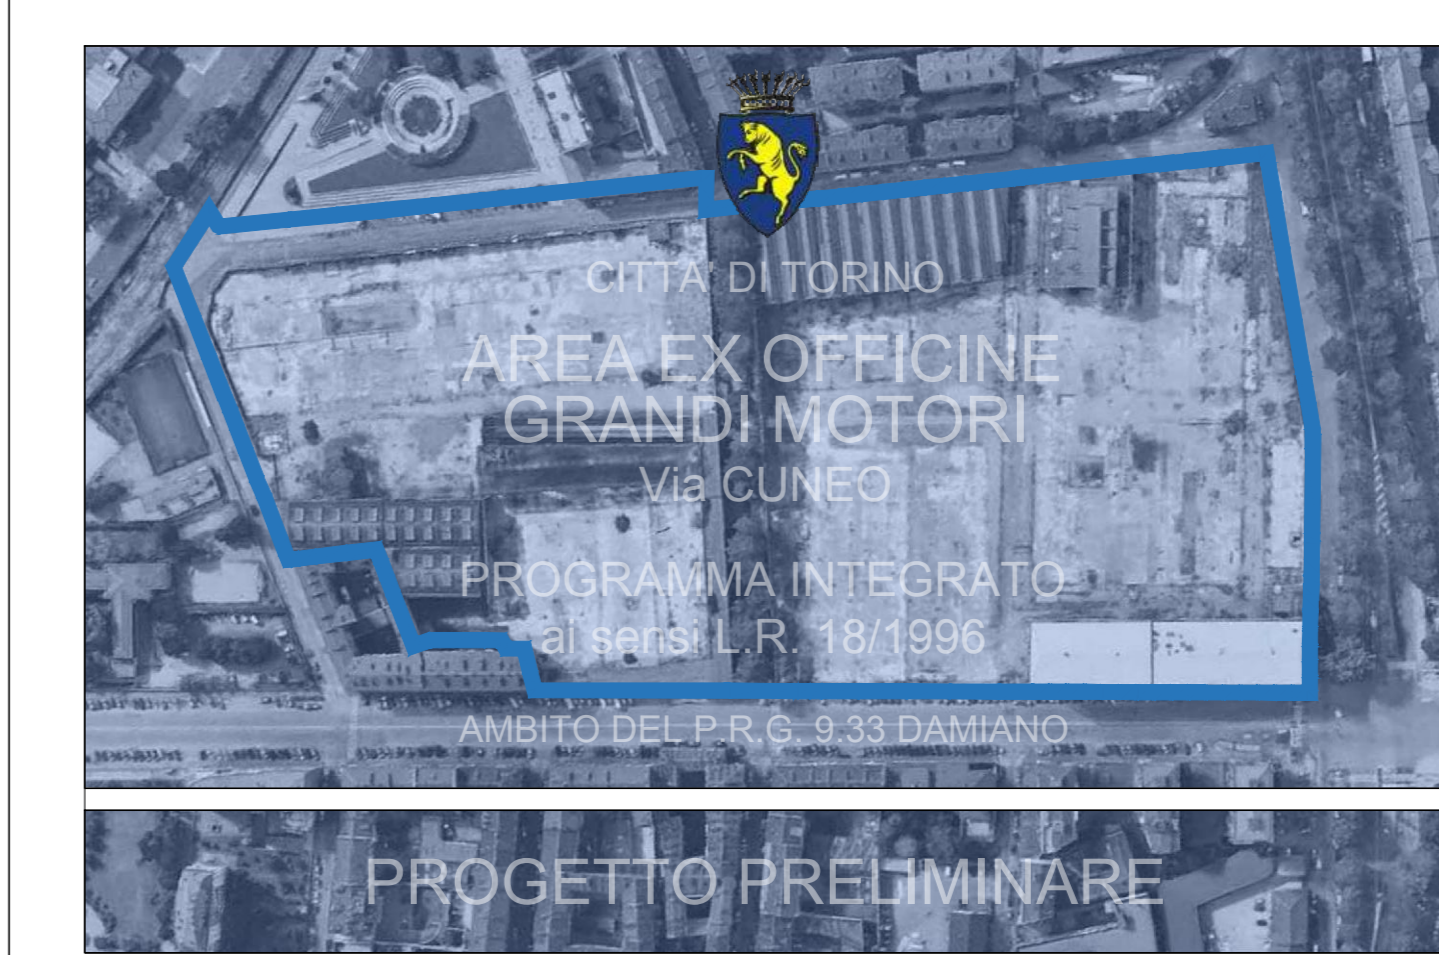 CITTA' DI TORINO
AREA EX OFFICINE
GRANDI MOTORI
Via CUNEO
PROGRAMMA INTEGRATO
ai sensi L.R. 18/1996
AMBITO DEL P.R.G. 9.33 DAMIANO
PROGETTO PRELIMINARE